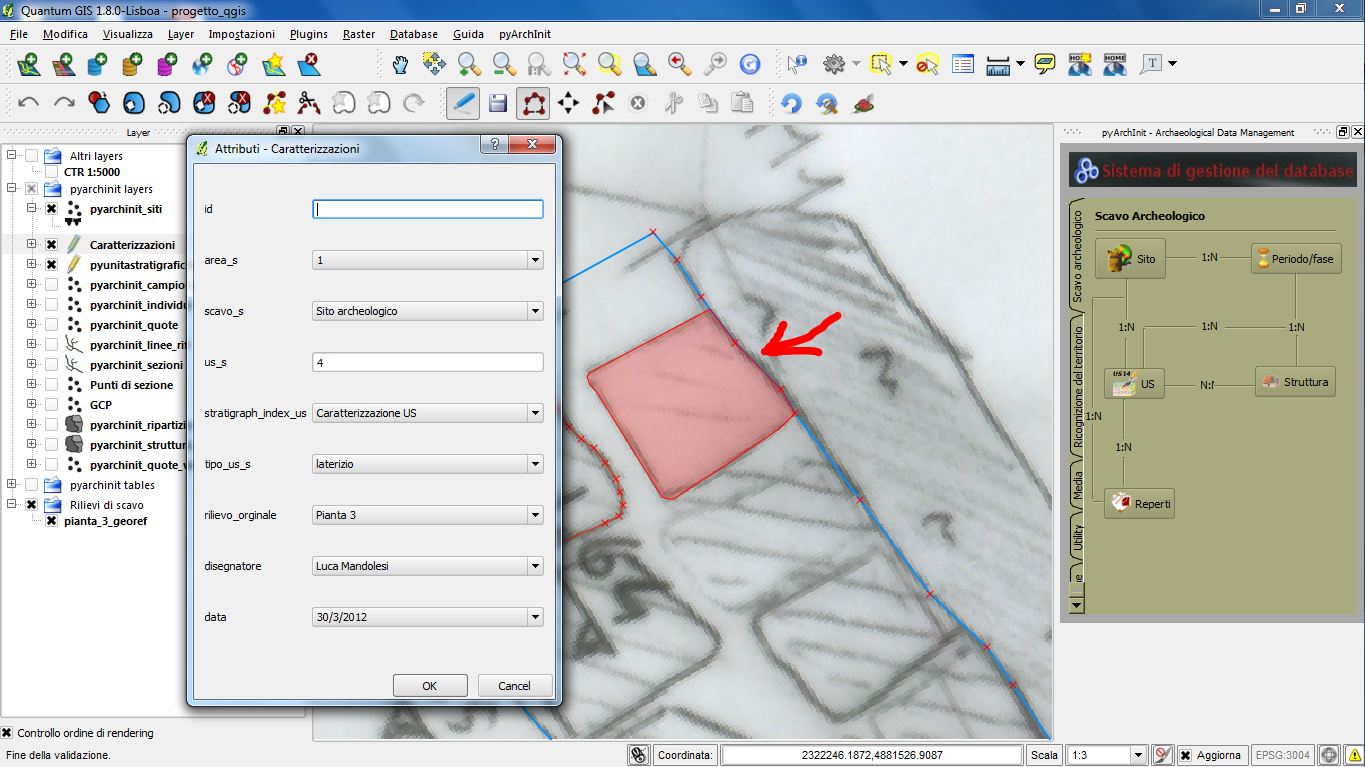 Quantum GIS 1.8.0-Lisboa - progetto_qgis
File Modifica Visualizza Layer Impostazioni Plugins Raster Database Guida pyArchInit
Layer
Altri layers
CTR 1:5000
pyarchinit layers
pyarchinit_siti
Caratterizzazioni
pyunitastratigrafic
pyarchinit_campio
pyarchinit_individu
pyarchinit_quote
pyarchinit_linee_rif
pyarchinit_sezioni
Punti di sezione
GCP
pyarchinit_ripartizi
pyarchinit_struttur
pyarchinit_quote_v
pyarchinit tables
Rilievi di scavo
pianta_3_georef
Controllo ordine di rendering
Attributi - Caratterizzazioni
id
area_s 1
scavo_s Sito archeologico
us_s 4
stratigraph_index_us Caratterizzazione US
tipo_us_s laterizio
rilievo_orginale Pianta 3
disegnatore Luca Mandolesi
data 30/3/2012
OK Cancel
pyArchInit - Archaeological Data Management
Sistema di gestione del database
Scavo archeologico
Ricognizione del territorio
Media
Utility
Scavo Archeologico
Sito 1:N Periodo/fase
1:N 1:N 1:N
US N:N Struttura
1:N
1:N
Reperti
Fine della validazione. Coordinata: 2322246.1872,4881526.9087 Scala 1:3 Aggiorna EPSG:3004